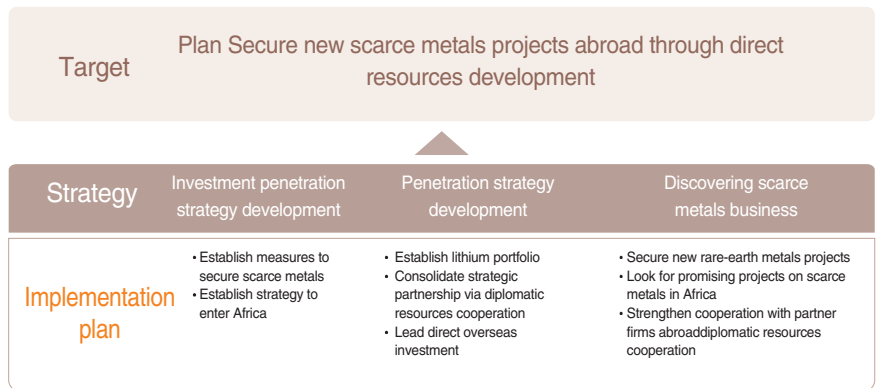 Target
Plan Secure new scarce metals projects abroad through direct
resources development
Strategy
Investment penetration
strategy development
Penetration strategy
development
Discovering scarce
metals business
Implementation
plan
• Establish measures to
secure scarce metals
• Establish strategy to
enter Africa
• Establish lithium portfolio
• Consolidate strategic
partnership via diplomatic
resources cooperation
• Lead direct overseas
investment
• Secure new rare-earth metals projects
• Look for promising projects on scarce
metals in Africa
• Strengthen cooperation with partner
firms abroaddiplomatic resources
cooperation